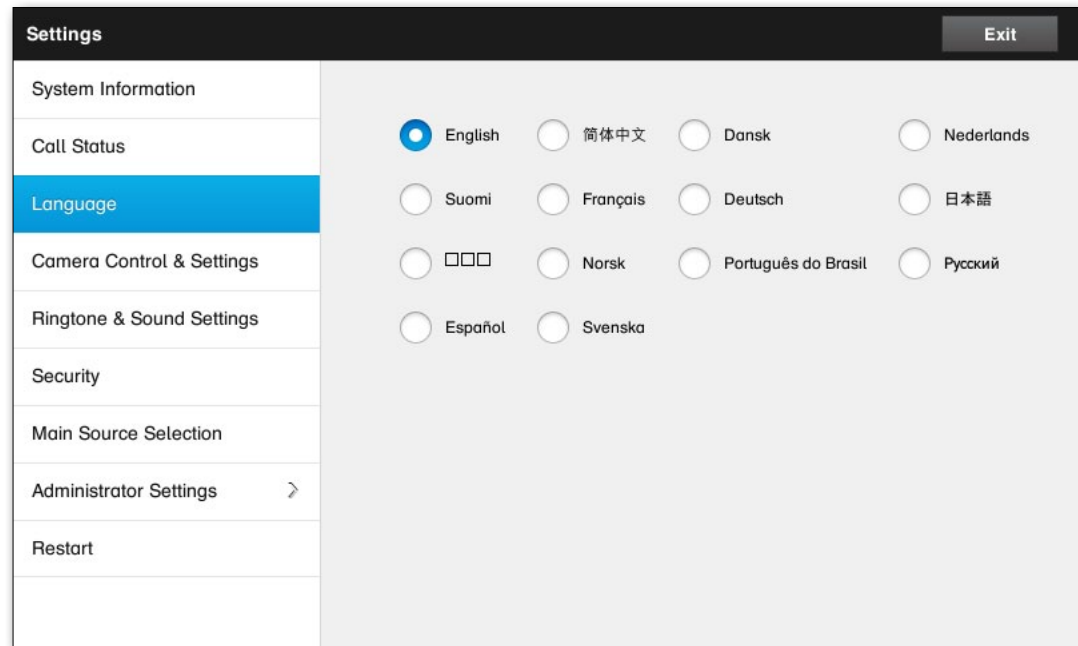 Settings
Exit
System Information
Call Status
Language
Camera Control & Settings
Ringtone & Sound Settings
Security
Main Source Selection
Administrator Settings
Restart
English 简体中文 Dansk Nederlands
Suomi Français Deutsch 日本語
□□□ Norsk Português do Brasil Русский
Español Svenska